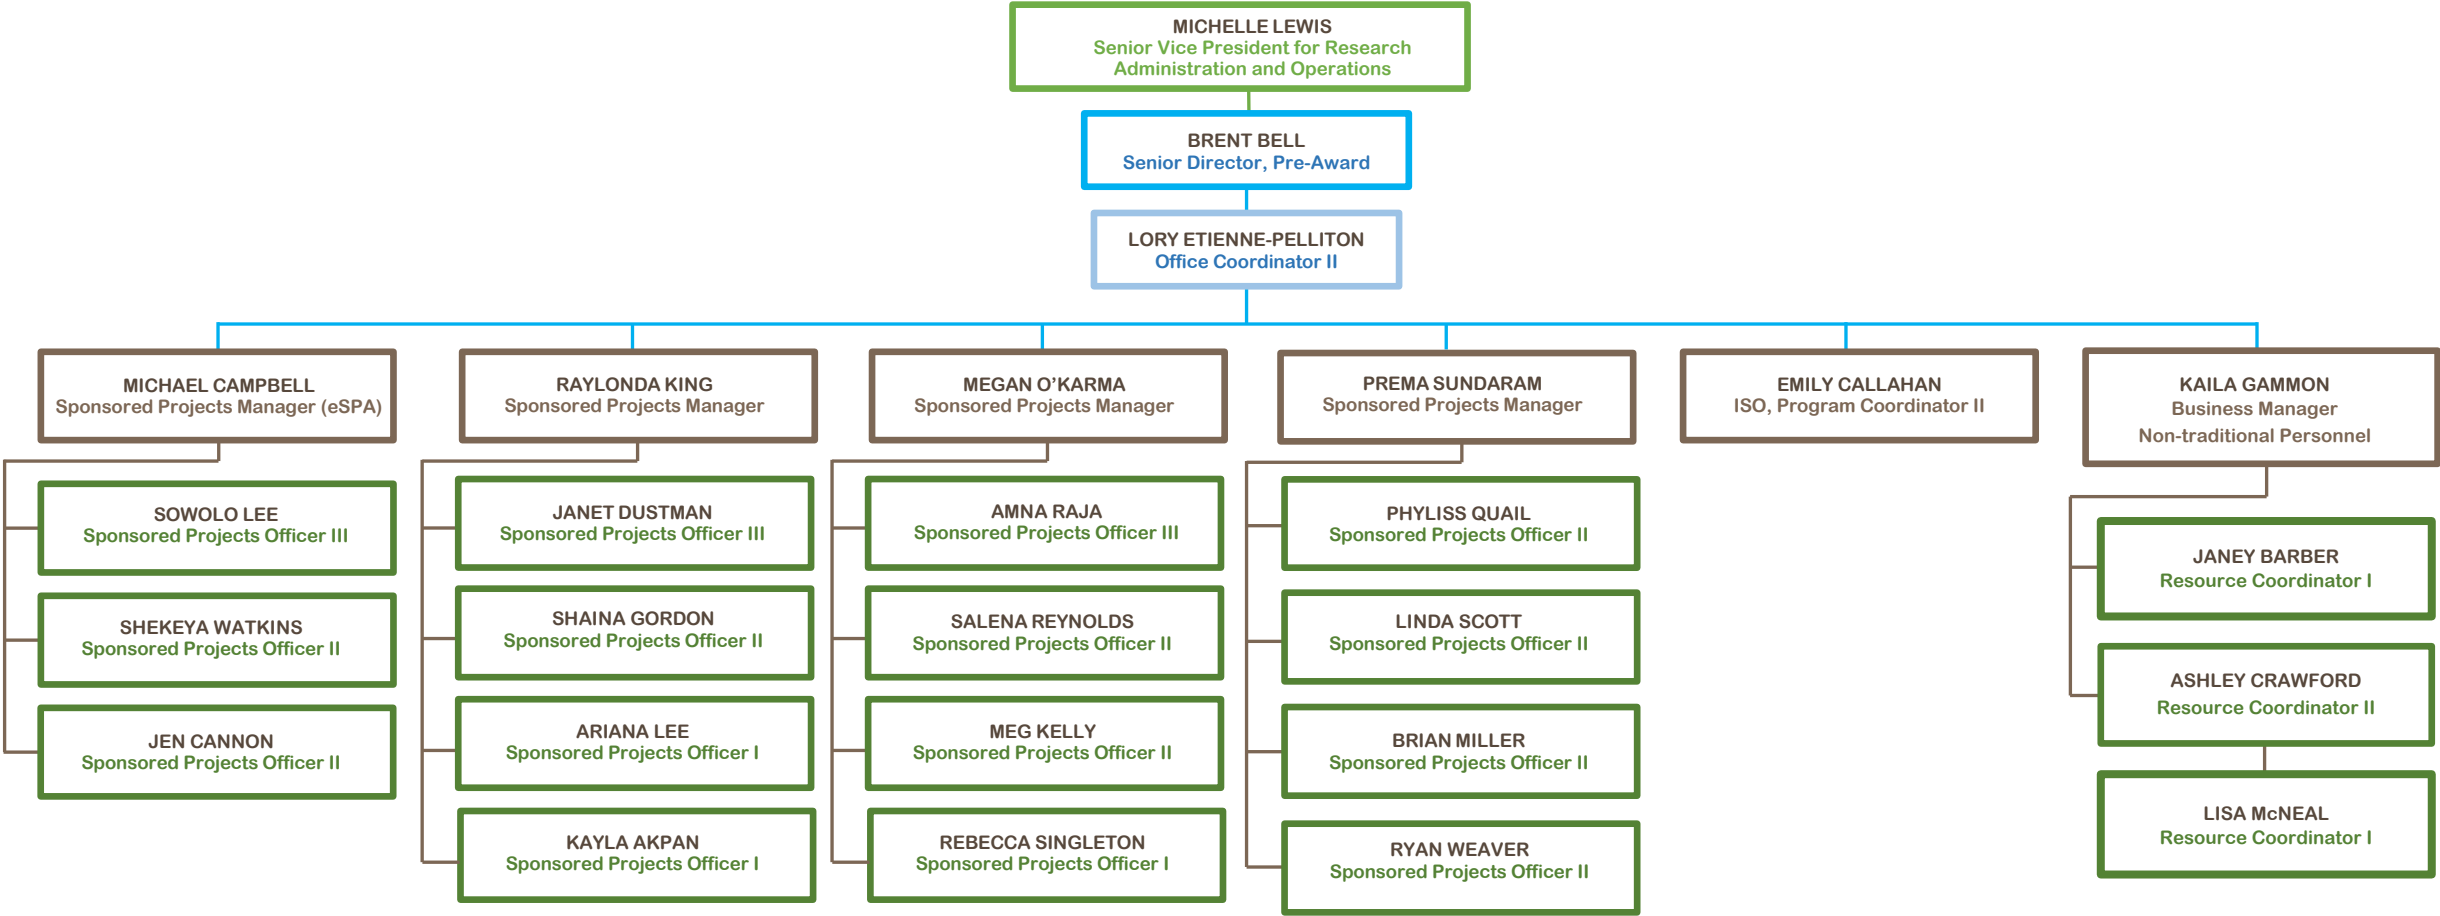 MICHELLE LEWIS
Senior Vice President for Research
Administration and Operations
BRENT BELL
Senior Director, Pre-Award
LORY ETIENNE-PELLITON
Office Coordinator II
MICHAEL CAMPBELL
Sponsored Projects Manager (eSPA)
RAYLONDA KING
Sponsored Projects Manager
MEGAN O’KARMA
Sponsored Projects Manager
PREMA SUNDARAM
Sponsored Projects Manager
EMILY CALLAHAN
ISO, Program Coordinator II
KAILA GAMMON
Business Manager
Non-traditional Personnel
SOWOLO LEE
Sponsored Projects Officer III
SHEKEYA WATKINS
Sponsored Projects Officer II
JEN CANNON
Sponsored Projects Officer II
JANET DUSTMAN
Sponsored Projects Officer III
SHAINA GORDON
Sponsored Projects Officer II
ARIANA LEE
Sponsored Projects Officer I
KAYLA AKPAN
Sponsored Projects Officer I
AMNA RAJA
Sponsored Projects Officer III
SALENA REYNOLDS
Sponsored Projects Officer II
MEG KELLY
Sponsored Projects Officer II
REBECCA SINGLETON
Sponsored Projects Officer I
PHYLISS QUAIL
Sponsored Projects Officer II
LINDA SCOTT
Sponsored Projects Officer II
BRIAN MILLER
Sponsored Projects Officer II
RYAN WEAVER
Sponsored Projects Officer II
JANEY BARBER
Resource Coordinator I
ASHLEY CRAWFORD
Resource Coordinator II
LISA McNEAL
Resource Coordinator I